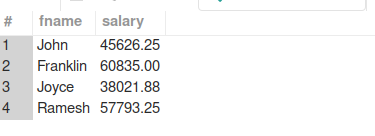 # fname salary
1 John 45626.25
2 Franklin 60835.00
3 Joyce 38021.88
4 Ramesh 57793.25